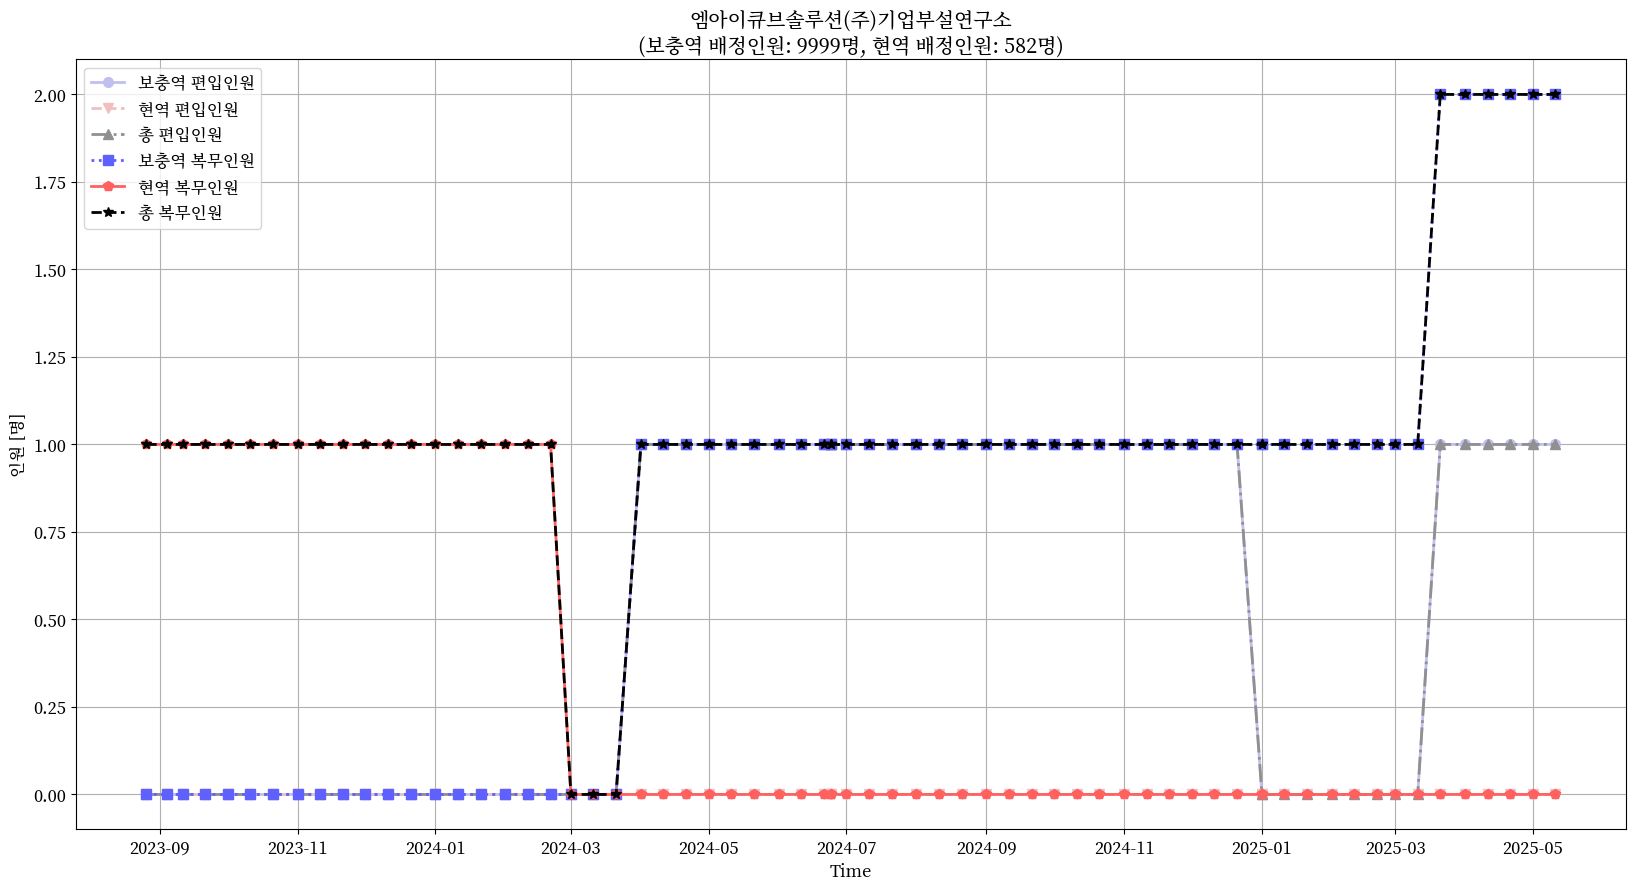 엠아이큐브솔루션(주)기업부설연구소
(보충역 배정인원: 9999명, 현역 배정인원: 582명)
보충역 편입인원
현역 편입인원
총 편입인원
보충역 복무인원
현역 복무인원
총 복무인원
2.00
1.75
1.50
1.25
1.00
0.75
0.50
0.25
0.00
인원 [명]
2023-09
2023-11
2024-01
2024-03
2024-05
2024-07
2024-09
2024-11
2025-01
2025-03
2025-05
Time